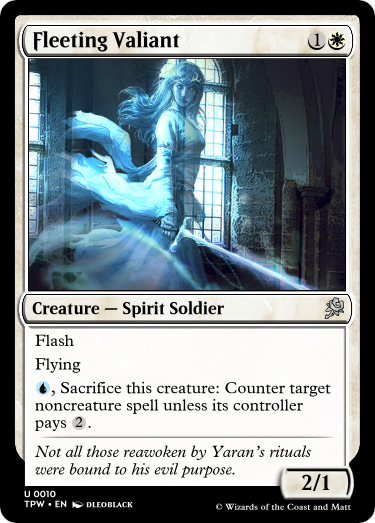 Fleeting Valiant 1
Creature — Spirit Soldier
Flash
Flying
, Sacrifice this creature: Counter target
noncreature spell unless its controller
pays 2.
Not all those reawoken by Yaran's rituals
were bound to his evil purpose.
2/1
U 0010
TPW • EN DLEOBLACK
© Wizards of the Coast and Matt